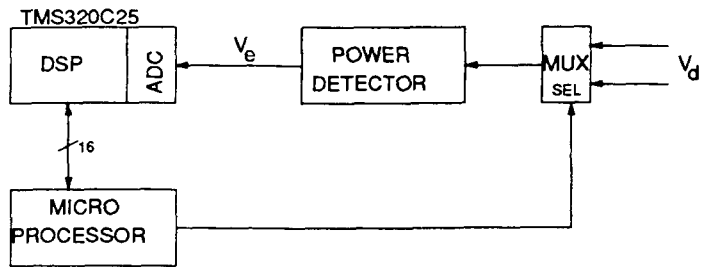 TMS320C25
DSP
ADC
Ve
POWER
DETECTOR
MUX
SEL
Vd
16
MICRO
PROCESSOR